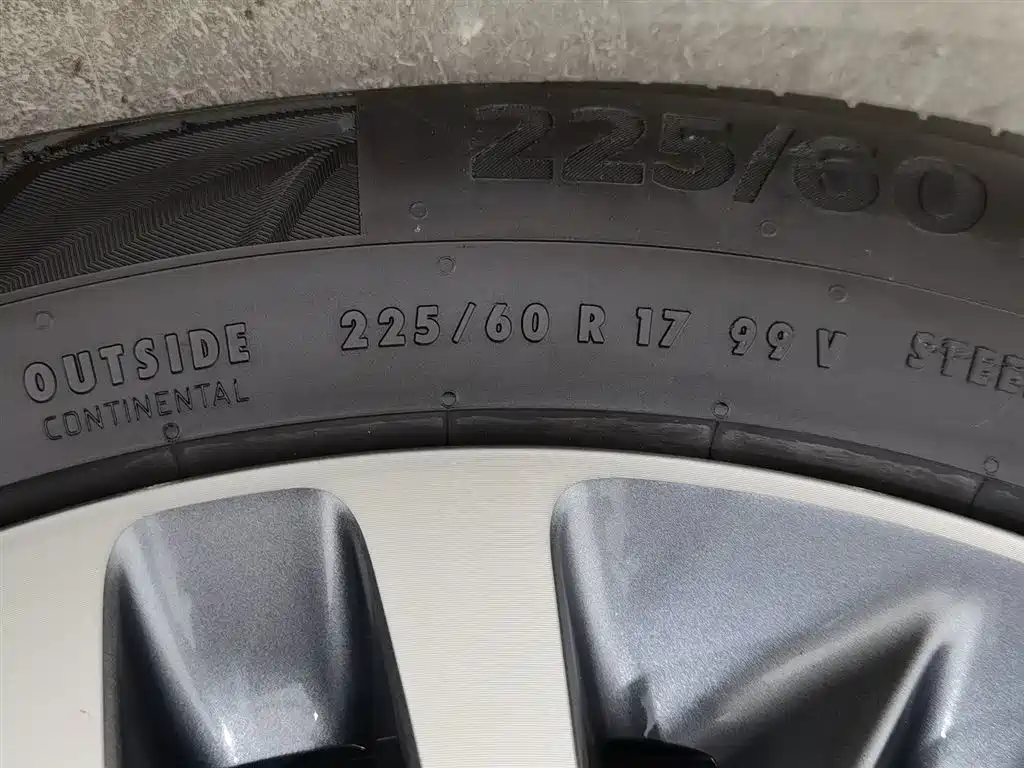 225/60
OUTSIDE 225/60 R 17 99 V
CONTINENTAL